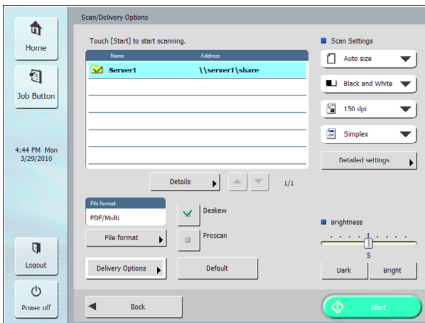 Scan/Delivery Options
Home
Job Button
4:44 PM Mon
3/29/2010
Logout
Power off
Touch [Start] to start scanning.
Name Address
Server1 \\server1\share
Details 1/1
File format
PDF/Multi
File format
Delivery Options
Deskew
Prescan
Default
Back
Scan Settings
Auto size
Black and White
150 dpi
Simplex
Detailed settings
Brightness
5
Dark Bright
Start